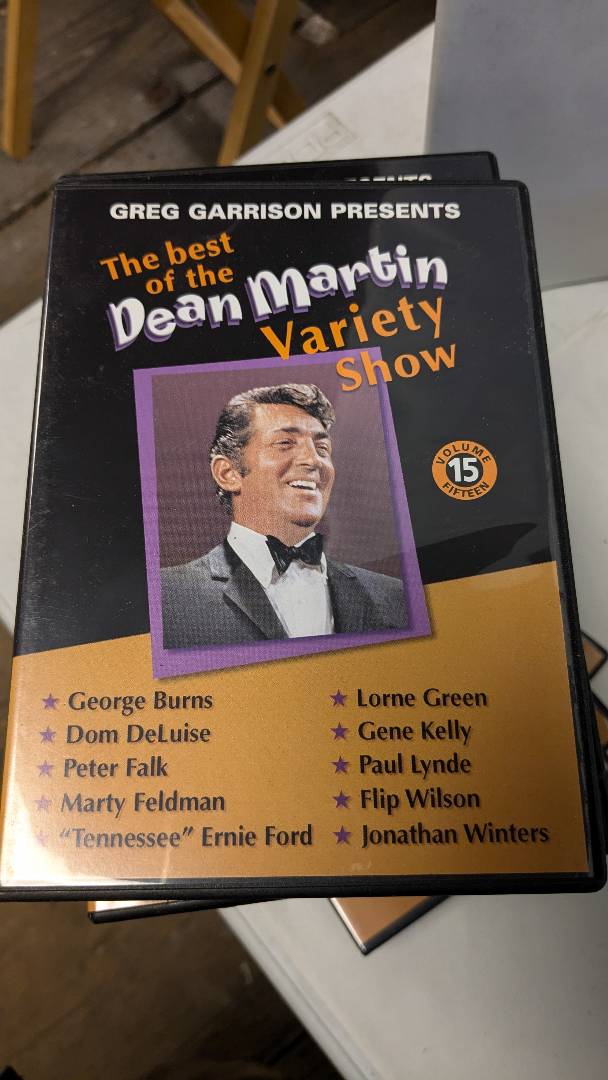 GREG GARRISON PRESENTS
The best
of the
Dean Martin
Variety
Show
VOLUME
15
FIFTEEN
★ George Burns
★ Dom DeLuise
★ Peter Falk
★ Marty Feldman
★ "Tennessee" Ernie Ford
★ Lorne Green
★ Gene Kelly
★ Paul Lynde
★ Flip Wilson
★ Jonathan Winters